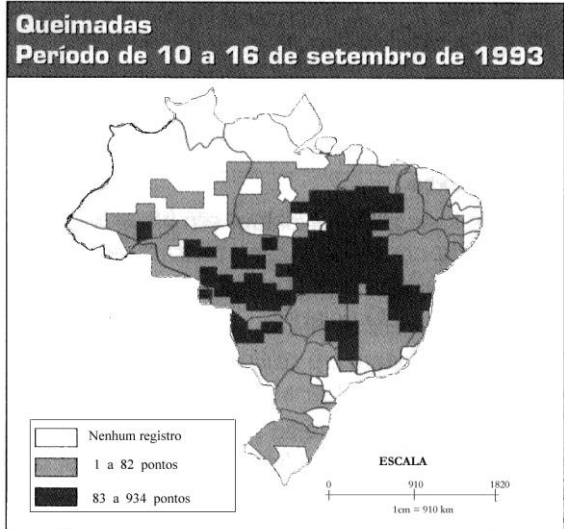 Queimadas
Período de 10 a 16 de setembro de 1993
Nenhum registro
1 a 82 pontos
83 a 934 pontos
ESCALA
0 910 1820
1cm = 910 km